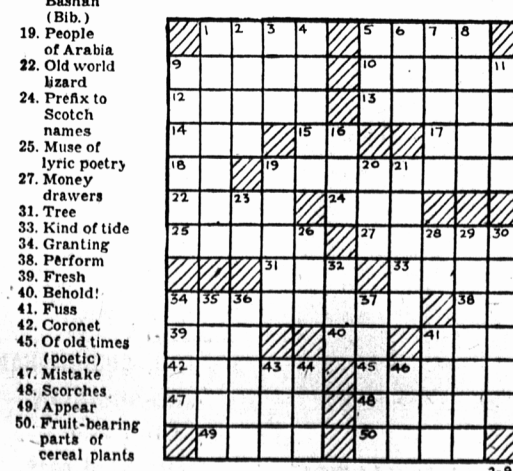 Bashan
(Bib.)
19. People
of Arabia
22. Old world
lizard
24. Prefix to
Scotch
names
25. Muse of
lyric poetry
27. Money
drawers
31. Tree
33. Kind of tide
34. Granting
38. Perform
39. Fresh
40. Behold!
41. Fuss
42. Coronet
45. Of old times
(poetic)
47. Mistake
48. Scorches
49. Appear
50. Fruit-bearing
parts of
cereal plants
1 2 3 4 5 6 7 8
9 10 11
12 13
14 15 16 17
18 19 20 21
22 23 24
25 26 27 28 29 30
31 32 33
34 35 36 37 38
39 40 41
42 43 44 45 46
47 48
49 50